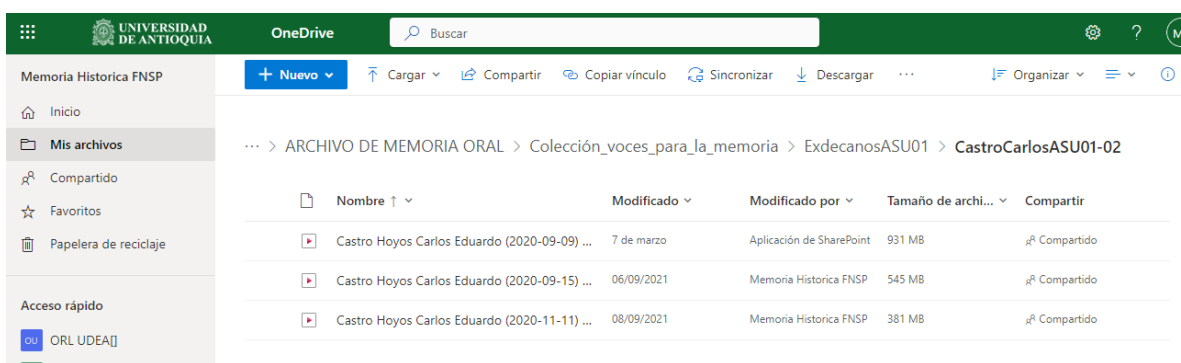 UNIVERSIDAD
DE ANTIOQUIA
OneDrive
Buscar
?
Memoria Historica FNSP
+ Nuevo
Cargar
Compartir
Copiar vínculo
Sincronizar
Descargar
...
Organizar
Inicio
Mis archivos
Compartido
Favoritos
Papelera de reciclaje
Acceso rápido
OU ORL UDEA[]
... > ARCHIVO DE MEMORIA ORAL > Colección_voces_para_la_memoria > ExdecanosASU01 > CastroCarlosASU01-02
Nombre ↑ Modificado Modificado por Tamaño de archi... Compartir
Castro Hoyos Carlos Eduardo (2020-09-09) ... 7 de marzo Aplicación de SharePoint 931 MB Compartido
Castro Hoyos Carlos Eduardo (2020-09-15) ... 06/09/2021 Memoria Historica FNSP 545 MB Compartido
Castro Hoyos Carlos Eduardo (2020-11-11) ... 08/09/2021 Memoria Historica FNSP 381 MB Compartido